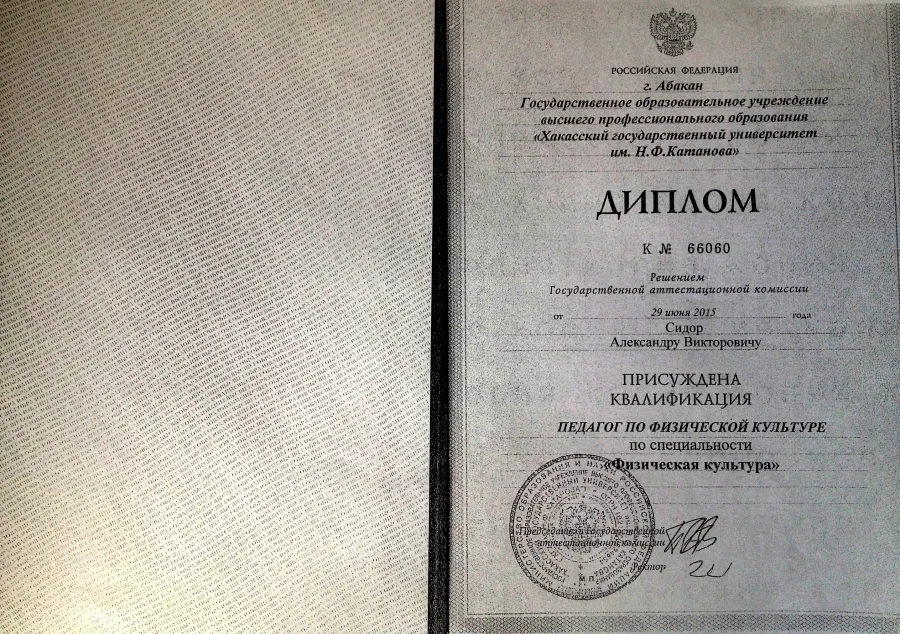 РОССИЙСКАЯ ФЕДЕРАЦИЯ
г. Абакан
Государственное образовательное учреждение
высшего профессионального образования
«Хакасский государственный университет
им. Н.Ф.Катанова»
ДИПЛОМ
К № 66060
Решением
Государственной аттестационной комиссии
от 29 июня 2015 года
Сидор
Александру Викторовичу
ПРИСУЖДЕНА
КВАЛИФИКАЦИЯ
ПЕДАГОГ ПО ФИЗИЧЕСКОЙ КУЛЬТУРЕ
по специальности
«Физическая культура»
Председатель Государственной
аттестационной комиссии
М.П.
Ректор